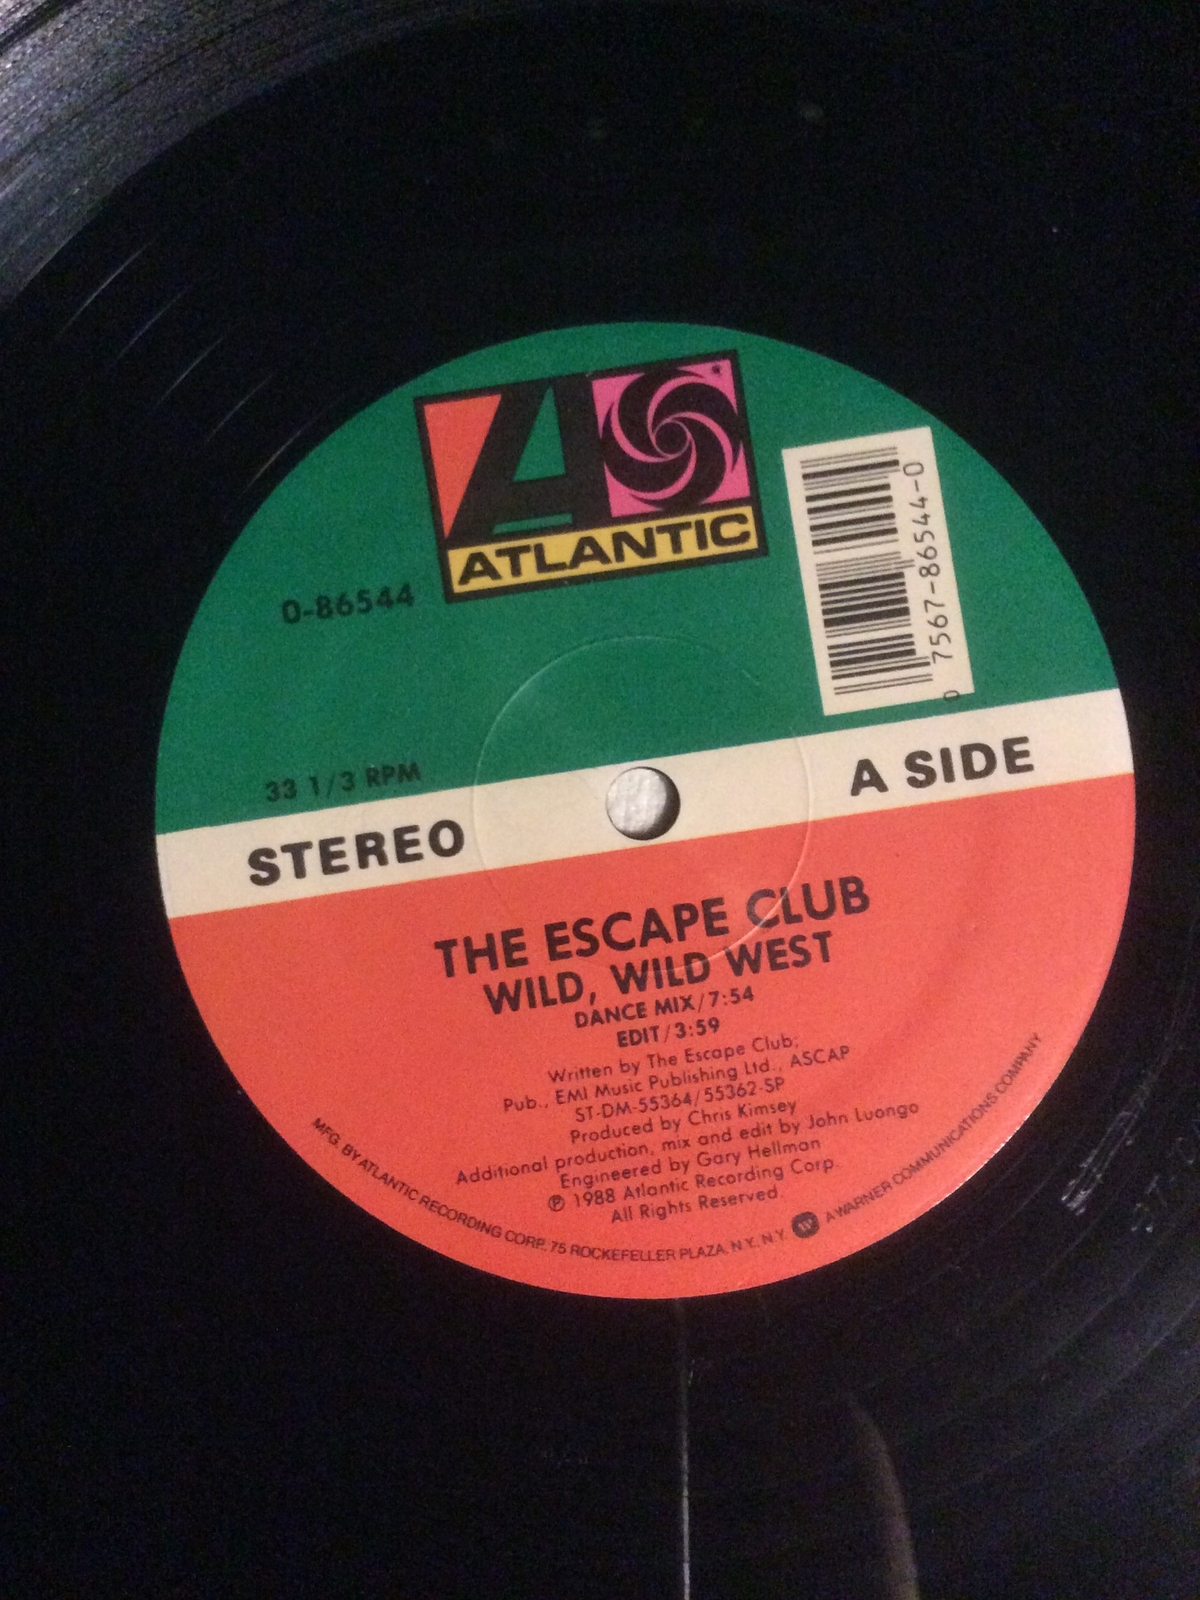 ATLANTIC
0-86544
0 7567-86544-0
33 1/3 RPM
STEREO
A SIDE
THE ESCAPE CLUB
WILD, WILD WEST
DANCE MIX/7:54
EDIT/3:59
Written by The Escape Club;
Pub., EMI Music Publishing Ltd., ASCAP
ST-DM-55364/55362-SP
Produced by Chris Kimsey
Additional production, mix and edit by John Luongo
Engineered by Gary Hellman
℗ 1988 Atlantic Recording Corp.
All Rights Reserved.
MFG. BY ATLANTIC RECORDING CORP. 75 ROCKEFELLER PLAZA, N.Y., N.Y. A WARNER COMMUNICATIONS COMPANY